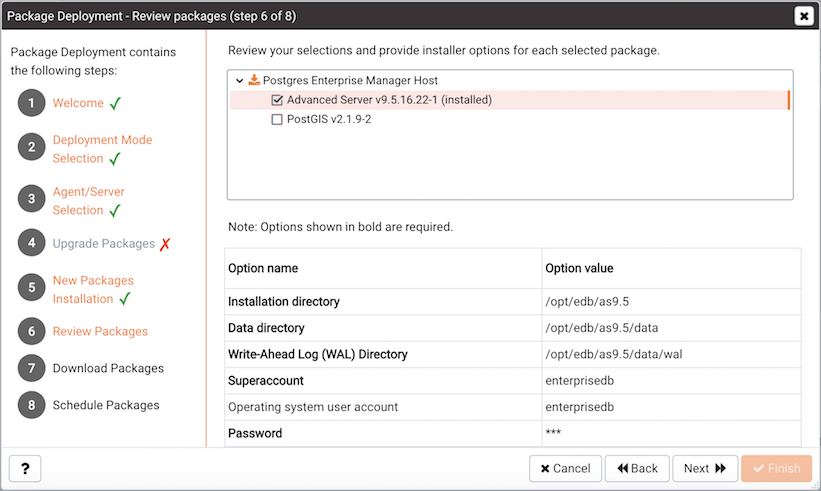 Package Deployment - Review packages (step 6 of 8)
Package Deployment contains
the following steps:
1 Welcome
2 Deployment Mode
Selection
3 Agent/Server
Selection
4 Upgrade Packages
5 New Packages
Installation
6 Review Packages
7 Download Packages
8 Schedule Packages
Review your selections and provide installer options for each selected package.
Postgres Enterprise Manager Host
Advanced Server v9.5.16.22-1 (installed)
PostGIS v2.1.9-2
Note: Options shown in bold are required.
Option name Option value
Installation directory /opt/edb/as9.5
Data directory /opt/edb/as9.5/data
Write-Ahead Log (WAL) Directory /opt/edb/as9.5/data/wal
Superaccount enterprisedb
Operating system user account enterprisedb
Password ***
? Cancel Back Next Finish